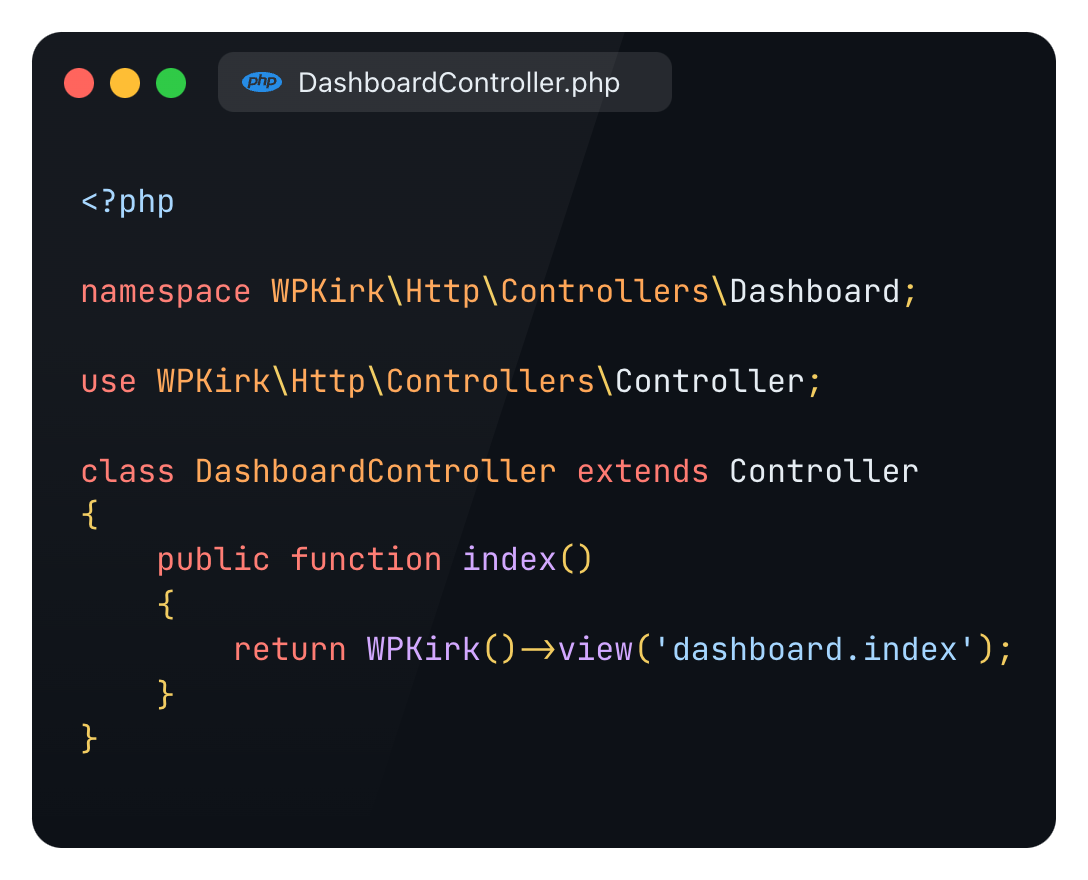 php DashboardController.php
<?php
namespace WPKirk\Http\Controllers\Dashboard;
use WPKirk\Http\Controllers\Controller;
class DashboardController extends Controller
{
    public function index()
    {
        return WPKirk()->view('dashboard.index');
    }
}